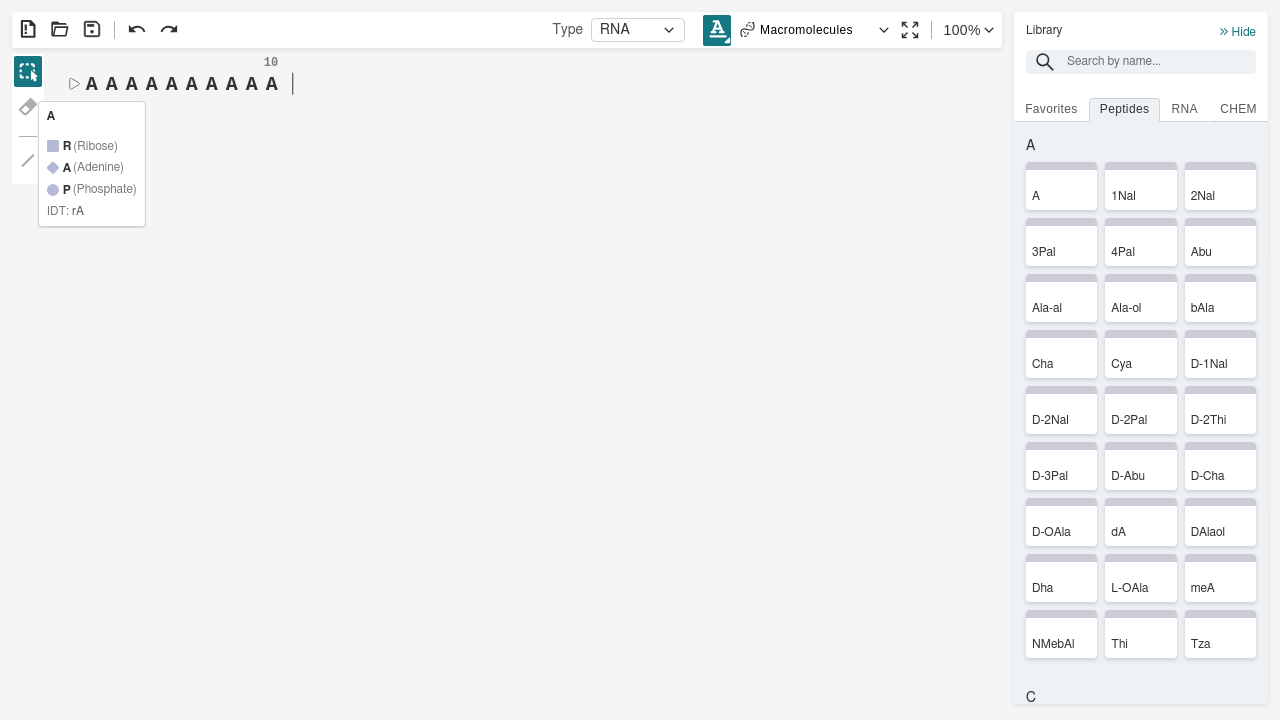 Type RNA A Macromolecules 100%
10
A A A A A A A A A A
A
R (Ribose)
A (Adenine)
P (Phosphate)
IDT: rA
Library Hide
Search by name...
Favorites Peptides RNA CHEM
A
A 1Nal 2Nal
3Pal 4Pal Abu
Ala-al Ala-ol bAla
Cha Cya D-1Nal
D-2Nal D-2Pal D-2Thi
D-3Pal D-Abu D-Cha
D-OAla dA DAlaol
Dha L-OAla meA
NMebAl Thi Tza
C